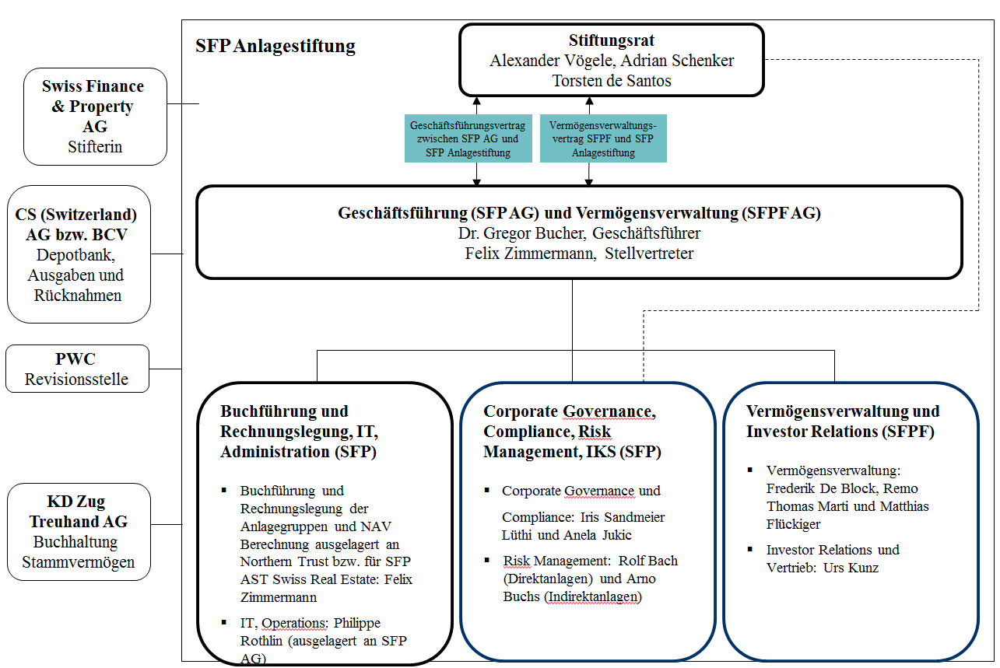 SFP Anlagestiftung
Stiftungsrat
Alexander Vögele, Adrian Schenker
Torsten de Santos
Swiss Finance
& Property
AG
Stifterin
Geschäftsführungsvertrag
zwischen SFP AG und
SFP Anlagestiftung
Vermögensverwaltungs-
vertrag SFPF und SFP
Anlagestiftung
CS (Switzerland)
AG bzw. BCV
Depotbank,
Ausgaben und
Rücknahmen
Geschäftsführung (SFP AG) und Vermögensverwaltung (SFPF AG)
Dr. Gregor Bucher, Geschäftsführer
Felix Zimmermann, Stellvertreter
PWC
Revisionsstelle
KD Zug
Treuhand AG
Buchhaltung
Stammvermögen
Buchführung und
Rechnungslegung, IT,
Administration (SFP)
▪ Buchführung und
Rechnungslegung der
Anlagegruppen und NAV
Berechnung ausgelagert an
Northern Trust bzw. für SFP
AST Swiss Real Estate: Felix
Zimmermann
▪ IT, Operations: Philippe
Rothlin (ausgelagert an SFP
AG)
Corporate Governance,
Compliance, Risk
Management, IKS (SFP)
▪ Corporate Governance und
Compliance: Iris Sandmeier
Lüthi und Anela Jukic
▪ Risk Management: Rolf Bach
(Direktanlagen) und Arno
Buchs (Indirektanlagen)
Vermögensverwaltung und
Investor Relations (SFPF)
▪ Vermögensverwaltung:
Frederik De Block, Remo
Thomas Marti und Matthias
Flückiger
▪ Investor Relations und
Vertrieb: Urs Kunz